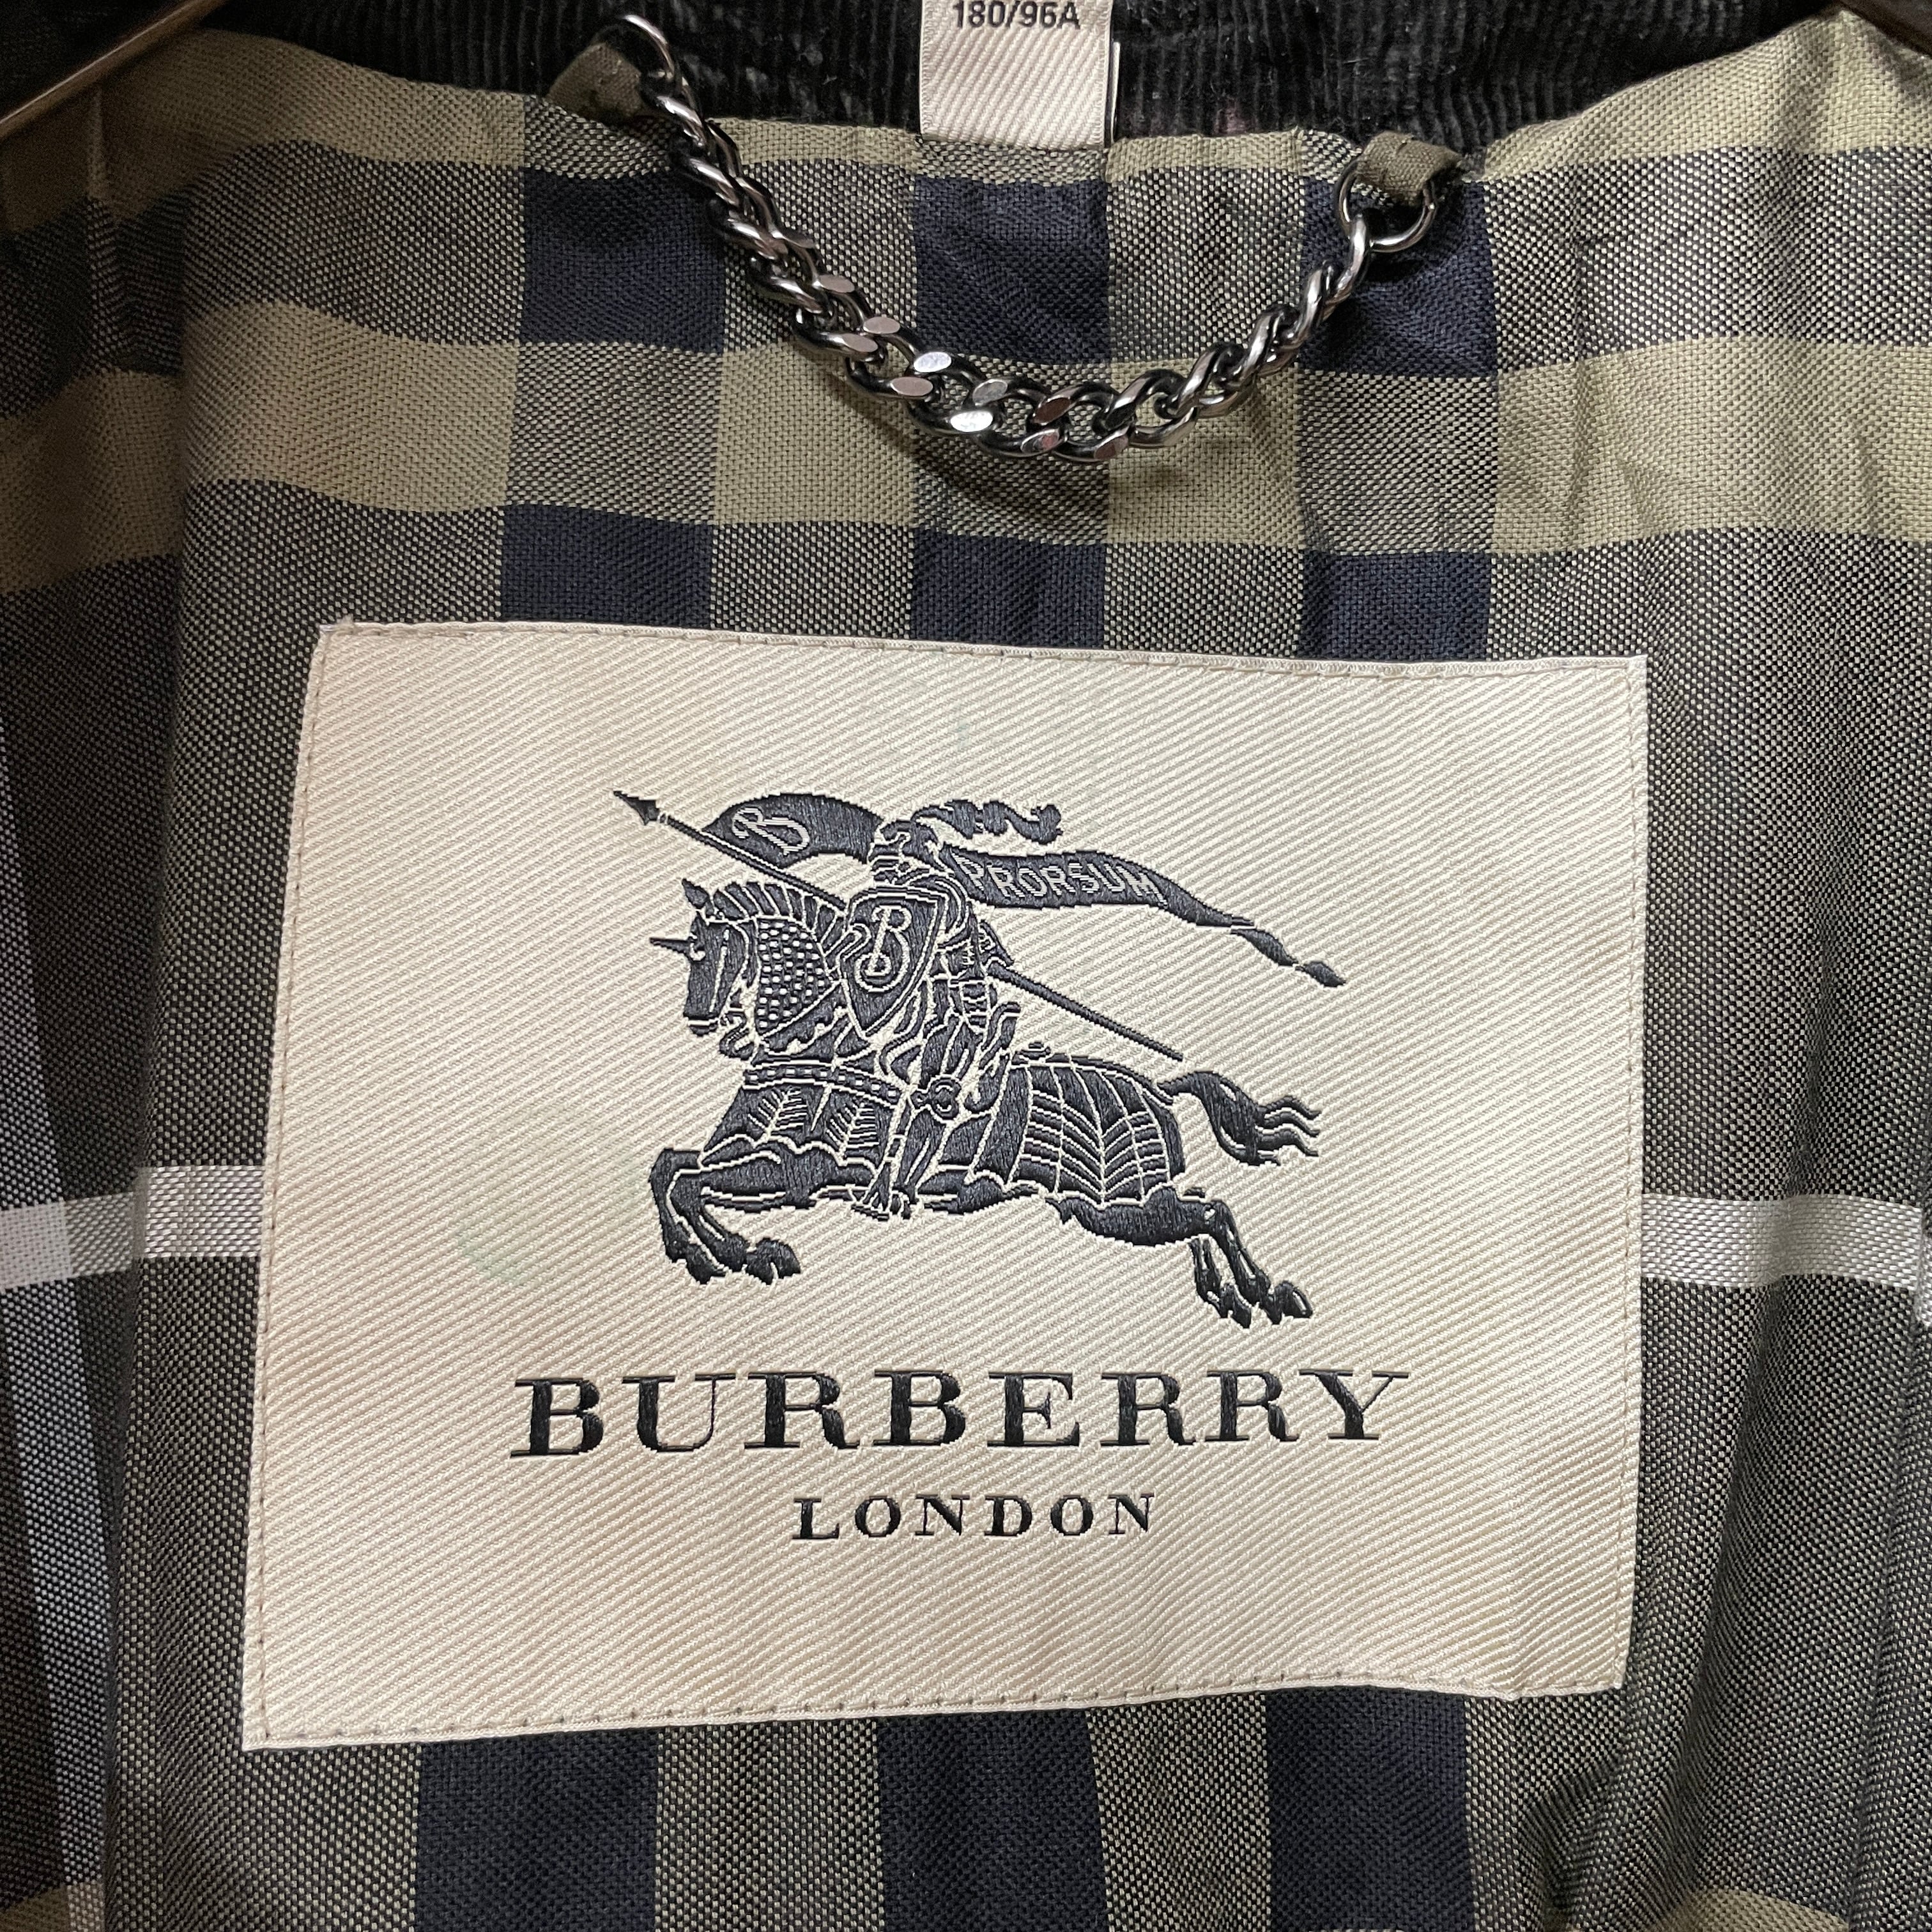 180/96A
B PRORSUM
B
BURBERRY
LONDON